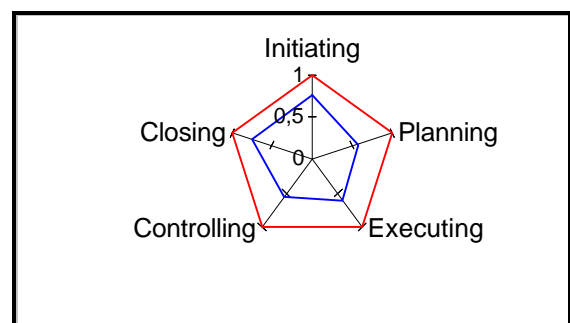 Initiating
1
0,5
0
Closing
Planning
Controlling
Executing